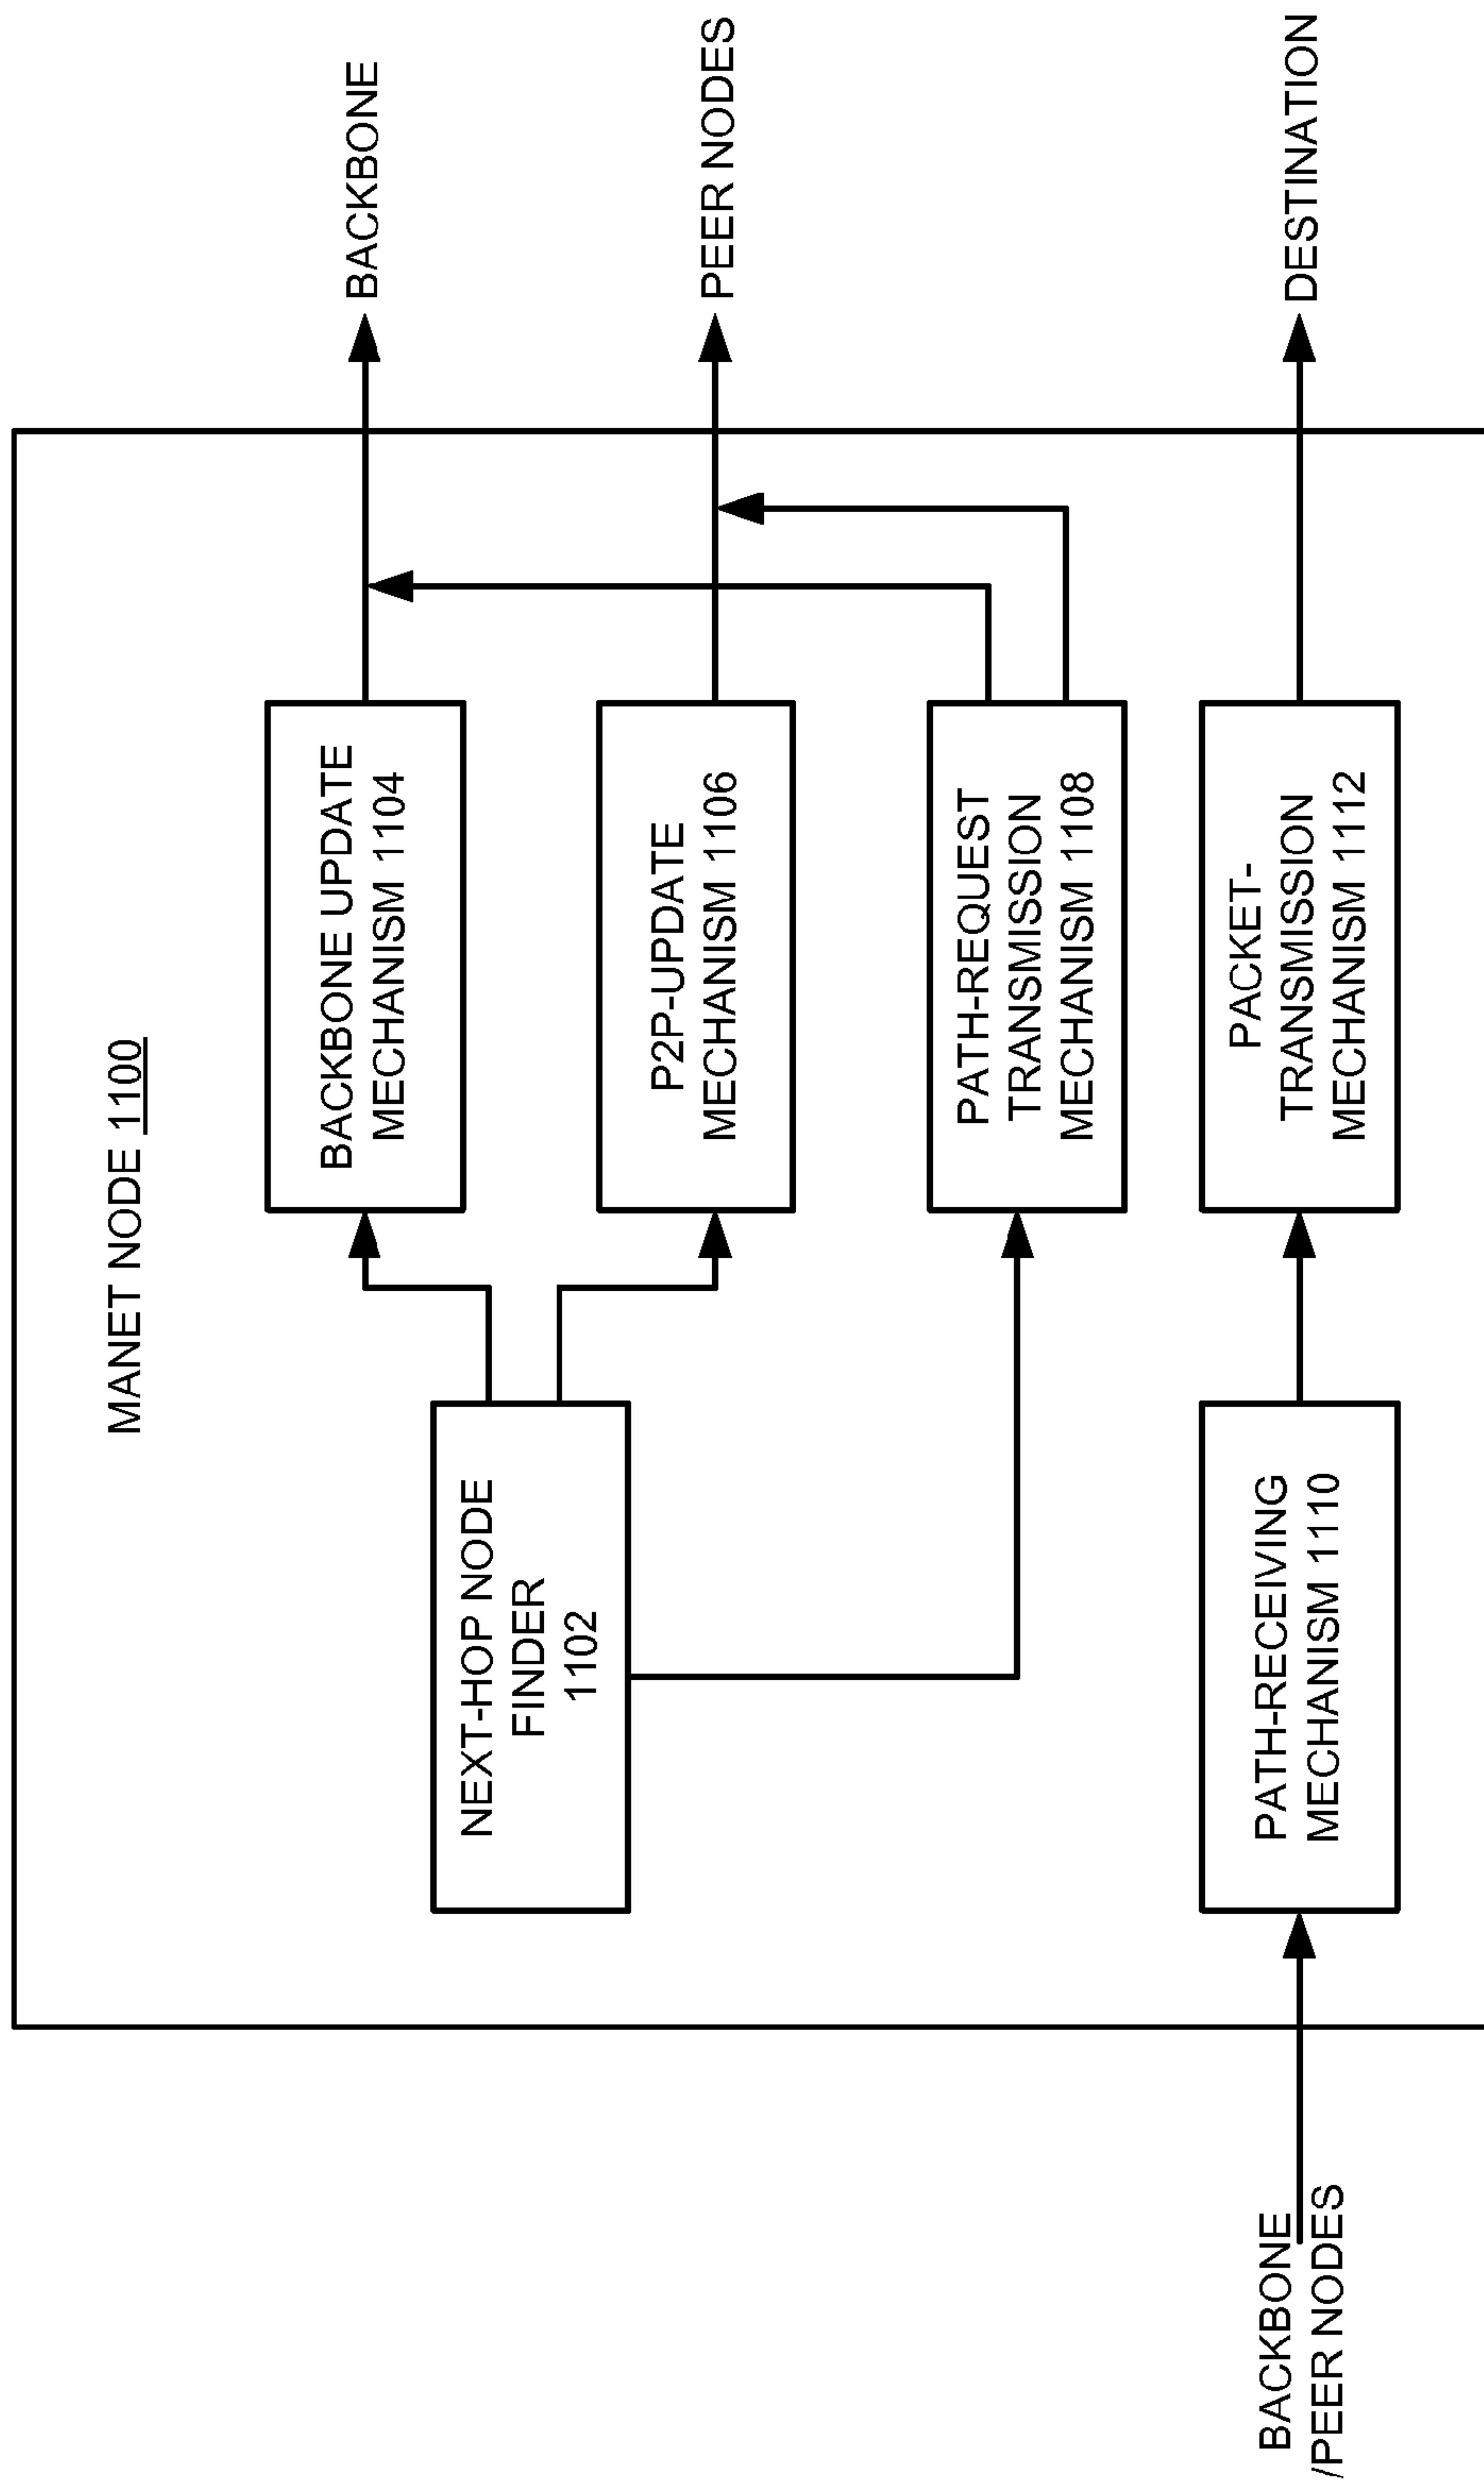 MANET NODE 1100
BACKBONE UPDATE
MECHANISM 1104
BACKBONE
NEXT-HOP NODE
FINDER
1102
P2P-UPDATE
MECHANISM 1106
PEER NODES
PATH-REQUEST
TRANSMISSION
MECHANISM 1108
BACKBONE
/PEER NODES
PATH-RECEIVING
MECHANISM 1110
PACKET-
TRANSMISSION
MECHANISM 1112
DESTINATION